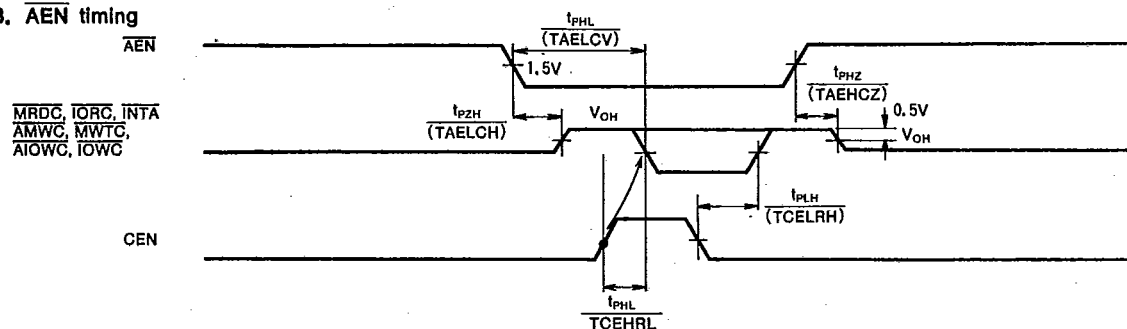 3. AEN timing
tPHL
(TAELCV)
AEN
1.5V
tPHZ
(TAEHCZ)
0.5V
MRDC, IORC, INTA
AMWC, MWTC,
AIOWC, IOWC
tPZH
(TAELCH)
VOH
VOH
tPLH
(TCELRH)
CEN
tPHL
TCEHRL